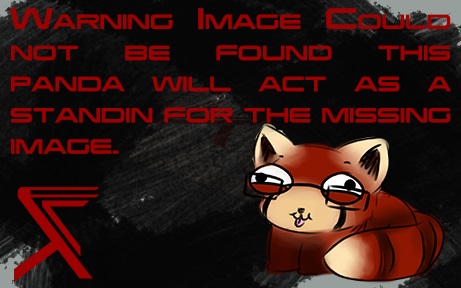 Warning Image Could
not be found this
panda will act as a
standin for the missing
image.